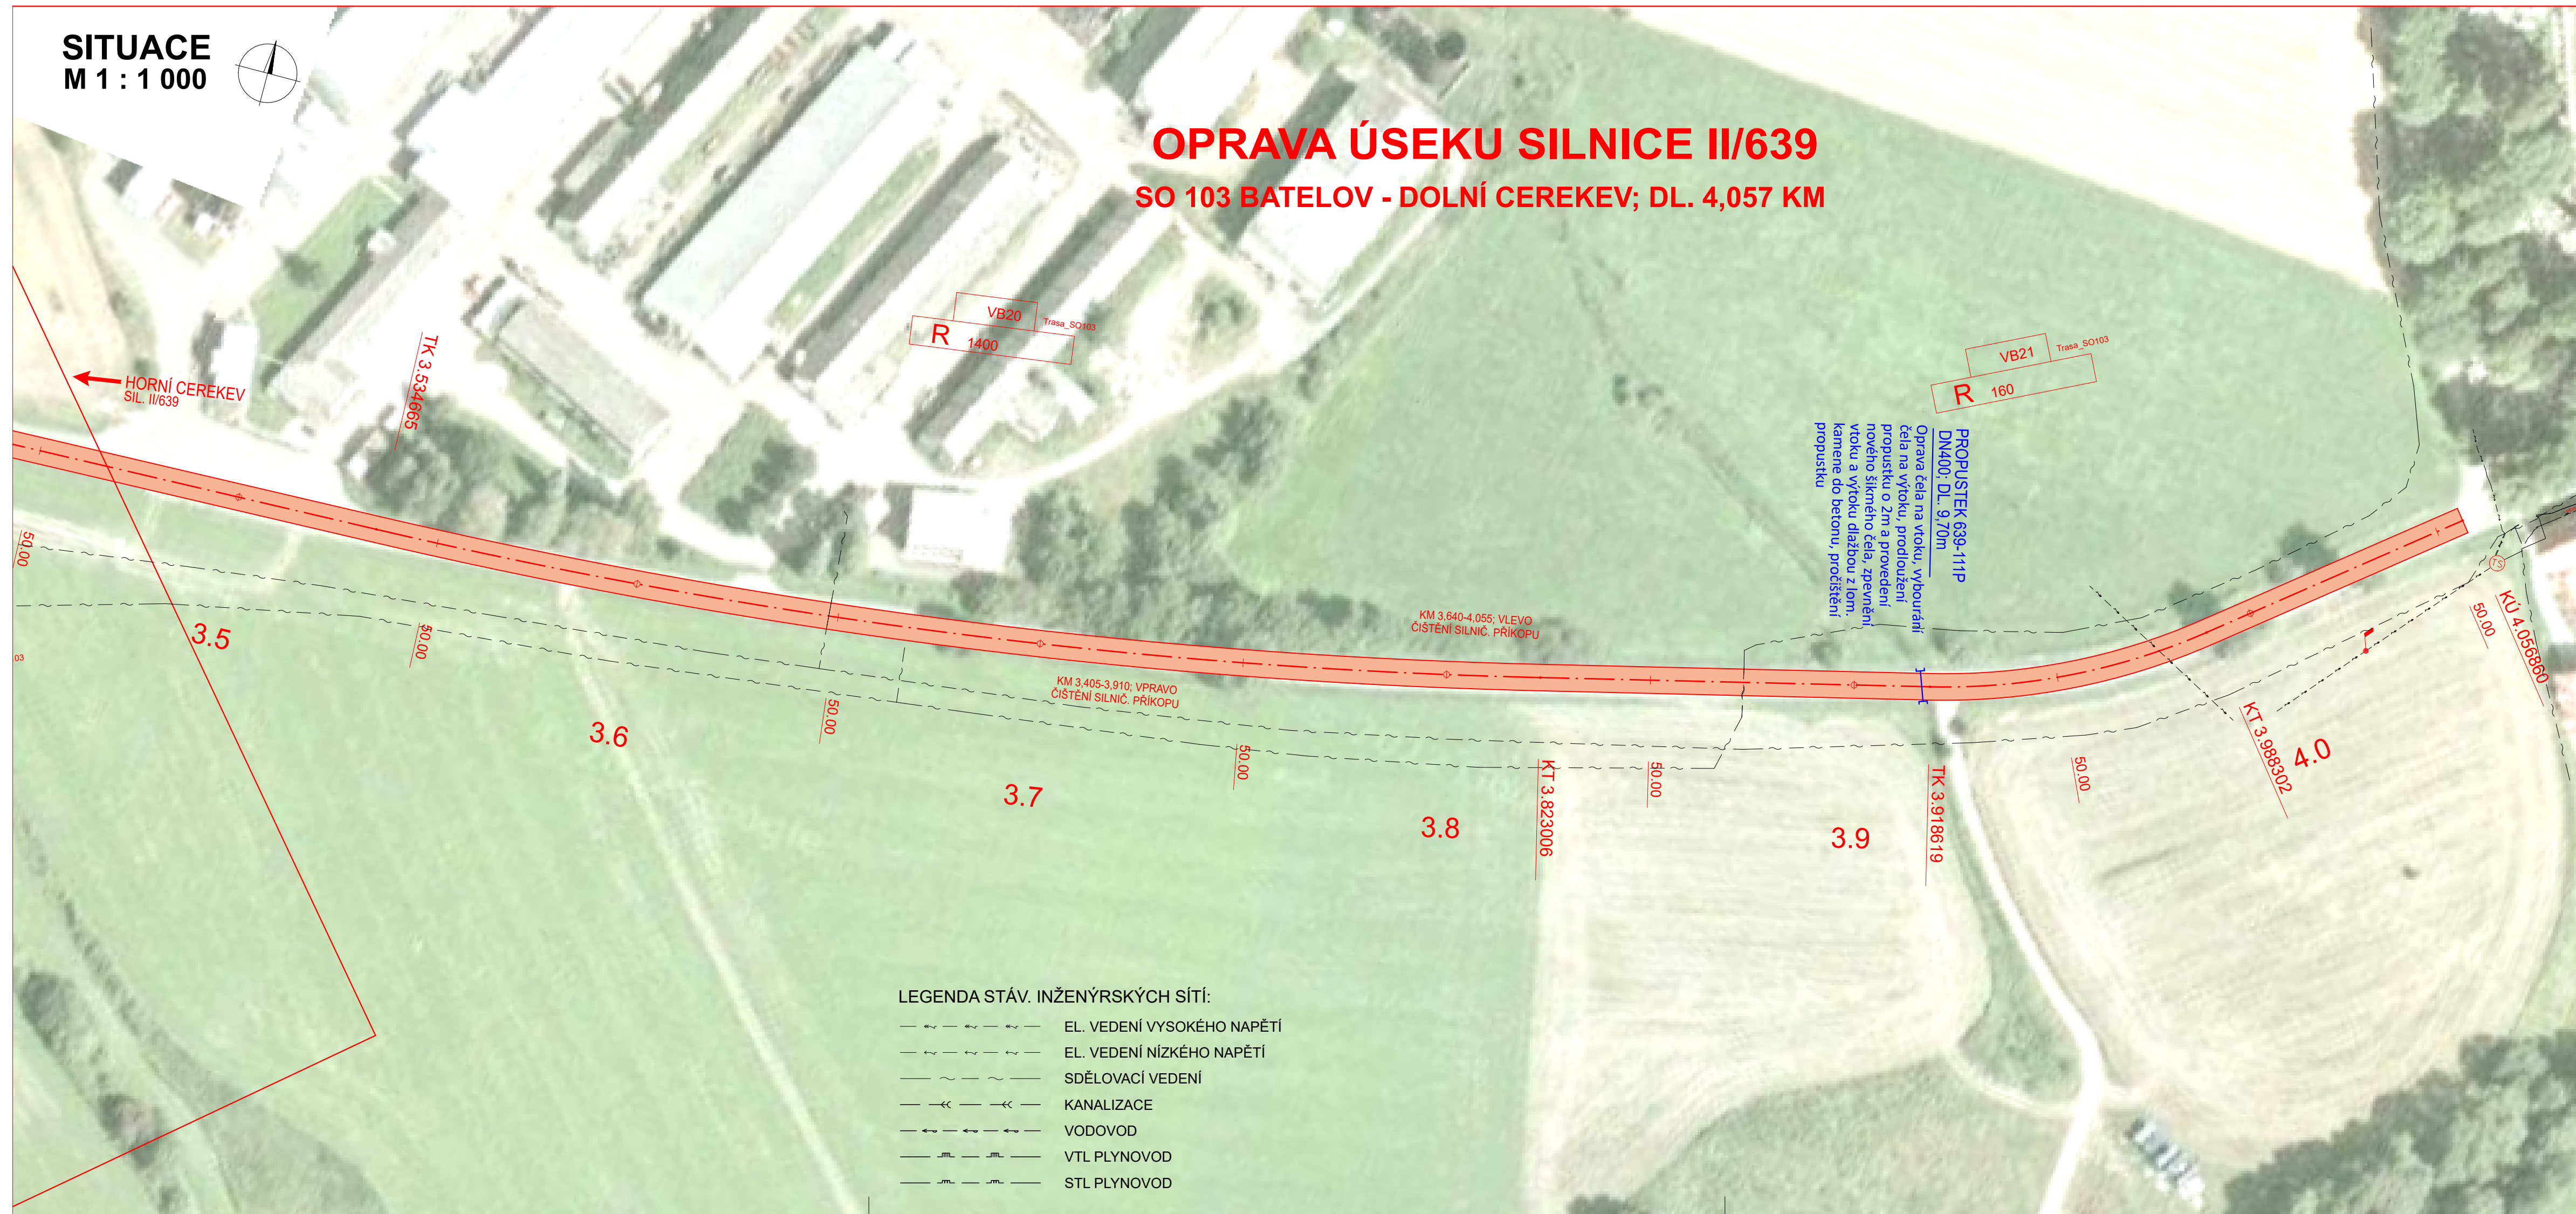 SITUACE
M 1 : 1 000
OPRAVA ÚSEKU SILNICE II/639
SO 103 BATELOV - DOLNÍ CEREKEV; DL. 4,057 KM
HORNÍ CEREKEV
SIL. II/639
TK 3.534665
VB20
Trasa_SO103
R 1400
VB21
Trasa_SO103
R 160
PROPUSTEK 639-111P
DN400; DL. 9,70m
Oprava čela na vtoku, vybourání
čela na výtoku, prodloužení
propustku o 2m a provedení
nového šikmého čela, zpevnění
vtoku a výtoku dlažbou z lom.
kamene do betonu, pročištění
propustku
50.00
3.5
03
50.00
3.6
50.00
KM 3,405-3,910; VPRAVO
ČIŠTĚNÍ SILNIČ. PŘÍKOPU
3.7
50.00
KM 3,640-4,055; VLEVO
ČIŠTĚNÍ SILNIČ. PŘÍKOPU
3.8
KT 3.823006
50.00
3.9
TK 3.918619
50.00
KT 3.988302
4.0
TS
50.00
KÚ 4.056860
LEGENDA STÁV. INŽENÝRSKÝCH SÍTÍ:
EL. VEDENÍ VYSOKÉHO NAPĚTÍ
EL. VEDENÍ NÍZKÉHO NAPĚTÍ
SDĚLOVACÍ VEDENÍ
KANALIZACE
VODOVOD
VTL PLYNOVOD
STL PLYNOVOD